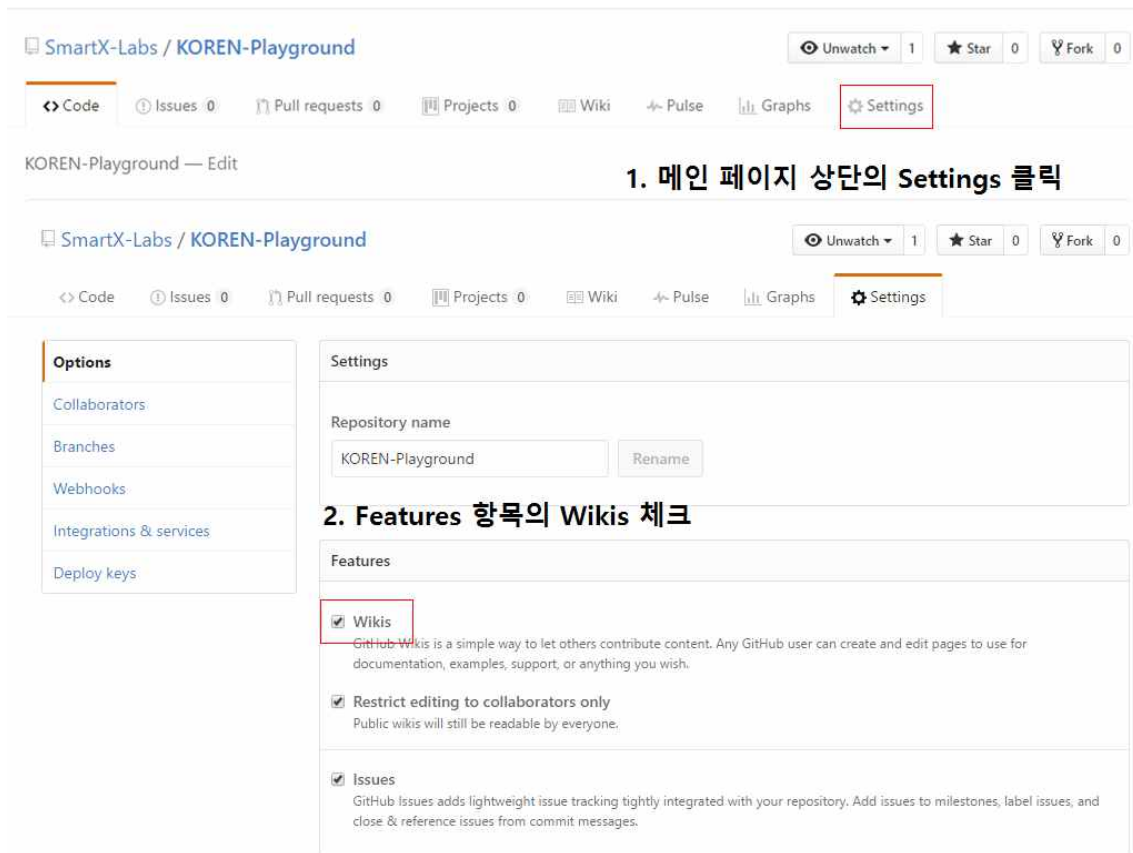 SmartX-Labs / KOREN-Playground
Unwatch 1 Star 0 Fork 0
Code Issues 0 Pull requests 0 Projects 0 Wiki Pulse Graphs Settings
KOREN-Playground — Edit
1. 메인 페이지 상단의 Settings 클릭
SmartX-Labs / KOREN-Playground
Unwatch 1 Star 0 Fork 0
Code Issues 0 Pull requests 0 Projects 0 Wiki Pulse Graphs Settings
Options
Collaborators
Branches
Webhooks
Integrations & services
Deploy keys
Settings
Repository name
KOREN-Playground Rename
2. Features 항목의 Wikis 체크
Features
Wikis
GitHub Wikis is a simple way to let others contribute content. Any GitHub user can create and edit pages to use for
documentation, examples, support, or anything you wish.
Restrict editing to collaborators only
Public wikis will still be readable by everyone.
Issues
GitHub Issues adds lightweight issue tracking tightly integrated with your repository. Add issues to milestones, label issues, and
close & reference issues from commit messages.